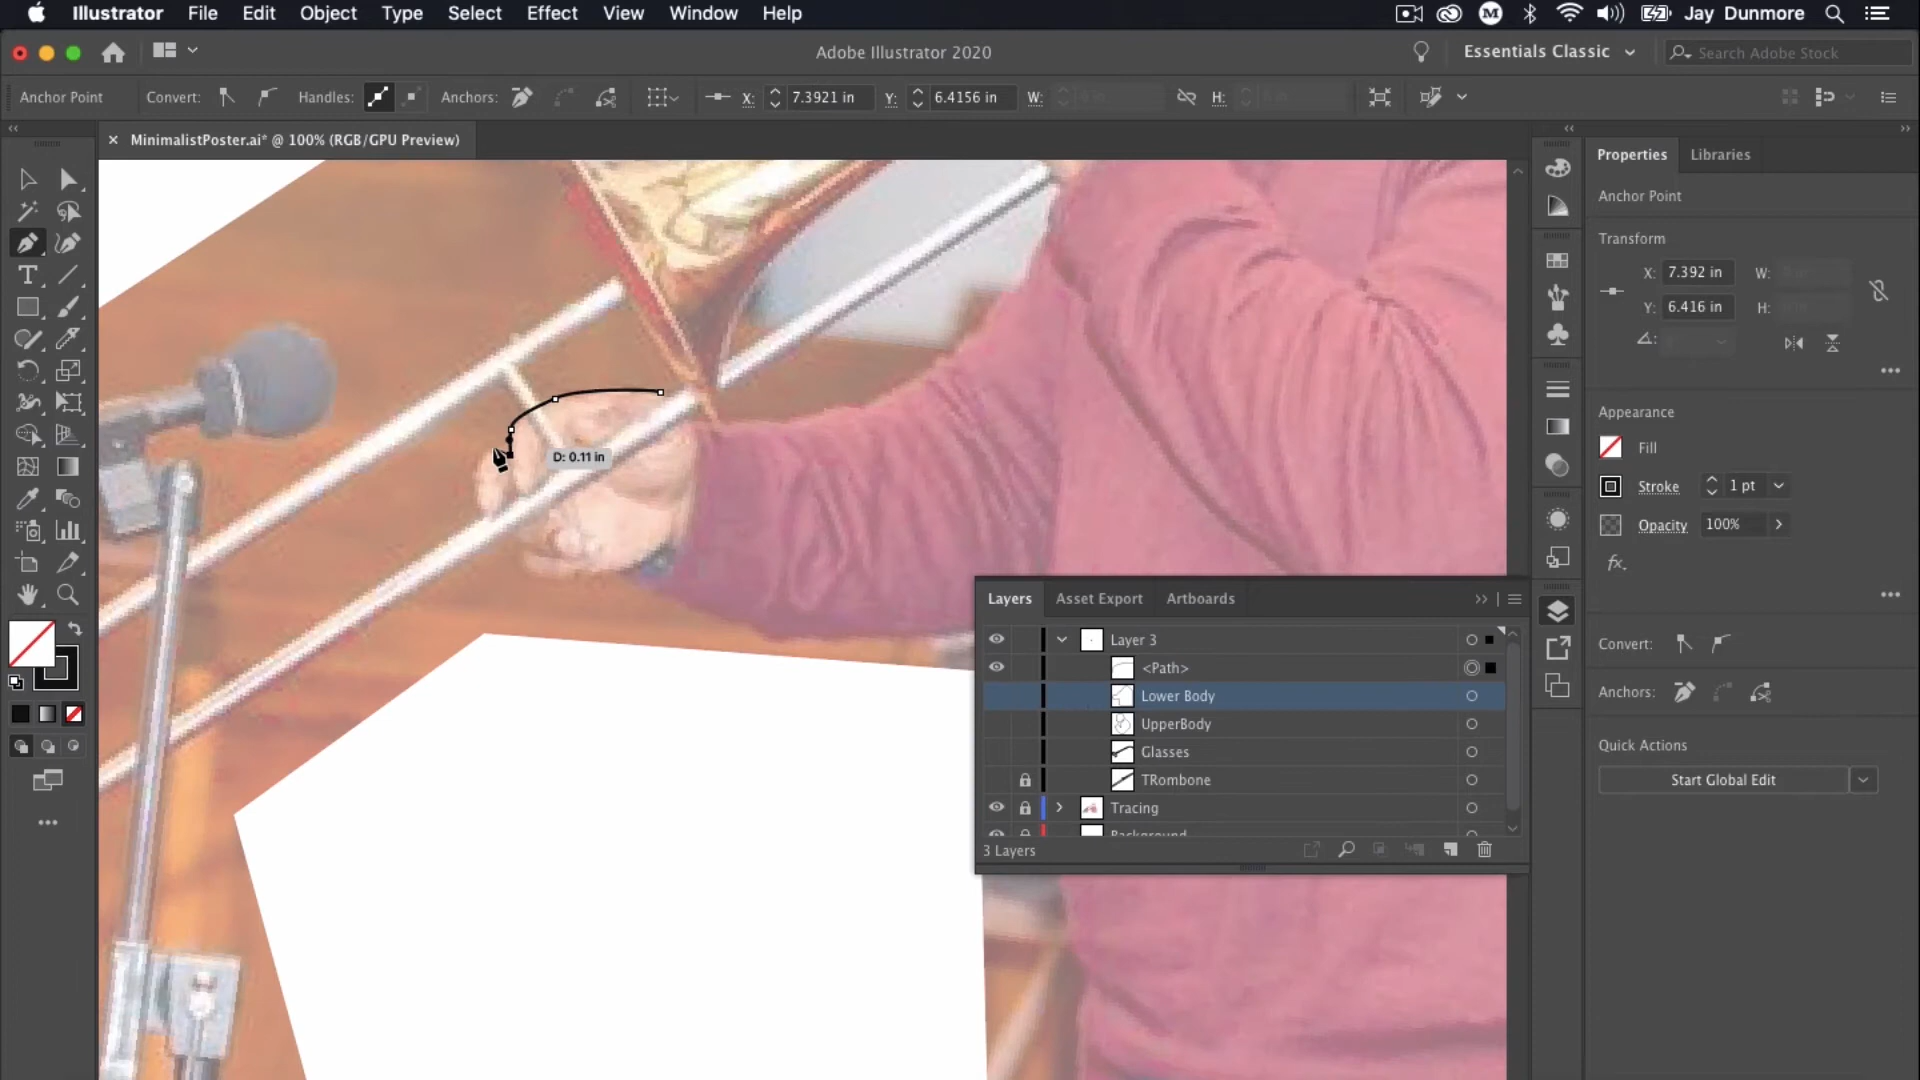 Illustrator File Edit Object Type Select Effect View Window Help
M Jay Dunmore
Adobe Illustrator 2020
Essentials Classic
Search Adobe Stock
Anchor Point Convert: Handles: Anchors: X: 7.3921 in Y: 6.4156 in W: H:
MinimalistPoster.ai* @ 100% (RGB/GPU Preview)
Properties Libraries
Anchor Point
Transform
X: 7.392 in W:
Y: 6.416 in H:
Appearance
Fill
Stroke 1 pt
Opacity 100%
fx.
Convert:
Anchors:
Quick Actions
Start Global Edit
D: 0.11 in
Layers Asset Export Artboards
Layer 3
<Path>
Lower Body
UpperBody
Glasses
TRombone
Tracing
Background
3 Layers